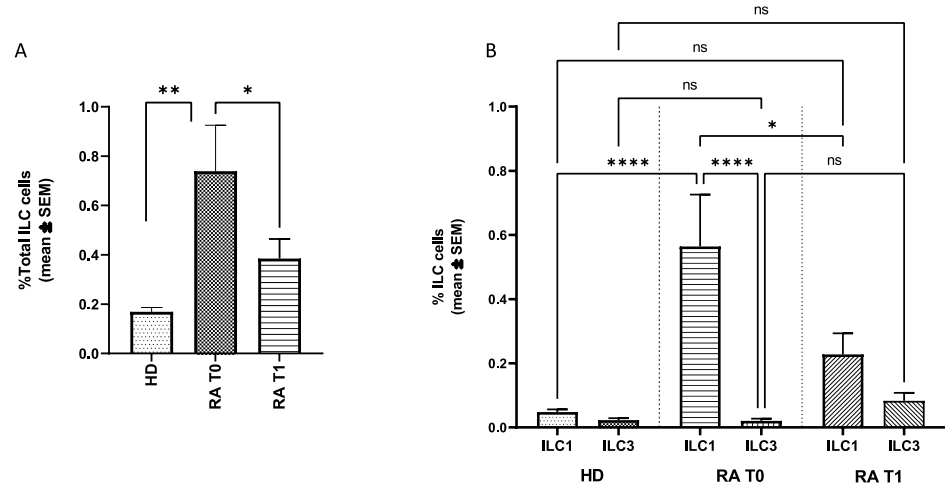 A
B
ns
ns
ns
ns
**
*
*
****
****
%Total ILC cells
(mean ± SEM)
1.0
0.8
0.6
0.4
0.2
0.0
HD
RA T0
RA T1
% ILC cells
(mean ± SEM)
1.0
0.8
0.6
0.4
0.2
0.0
ILC1 ILC3 ILC1 ILC3 ILC1 ILC3
HD RA T0 RA T1